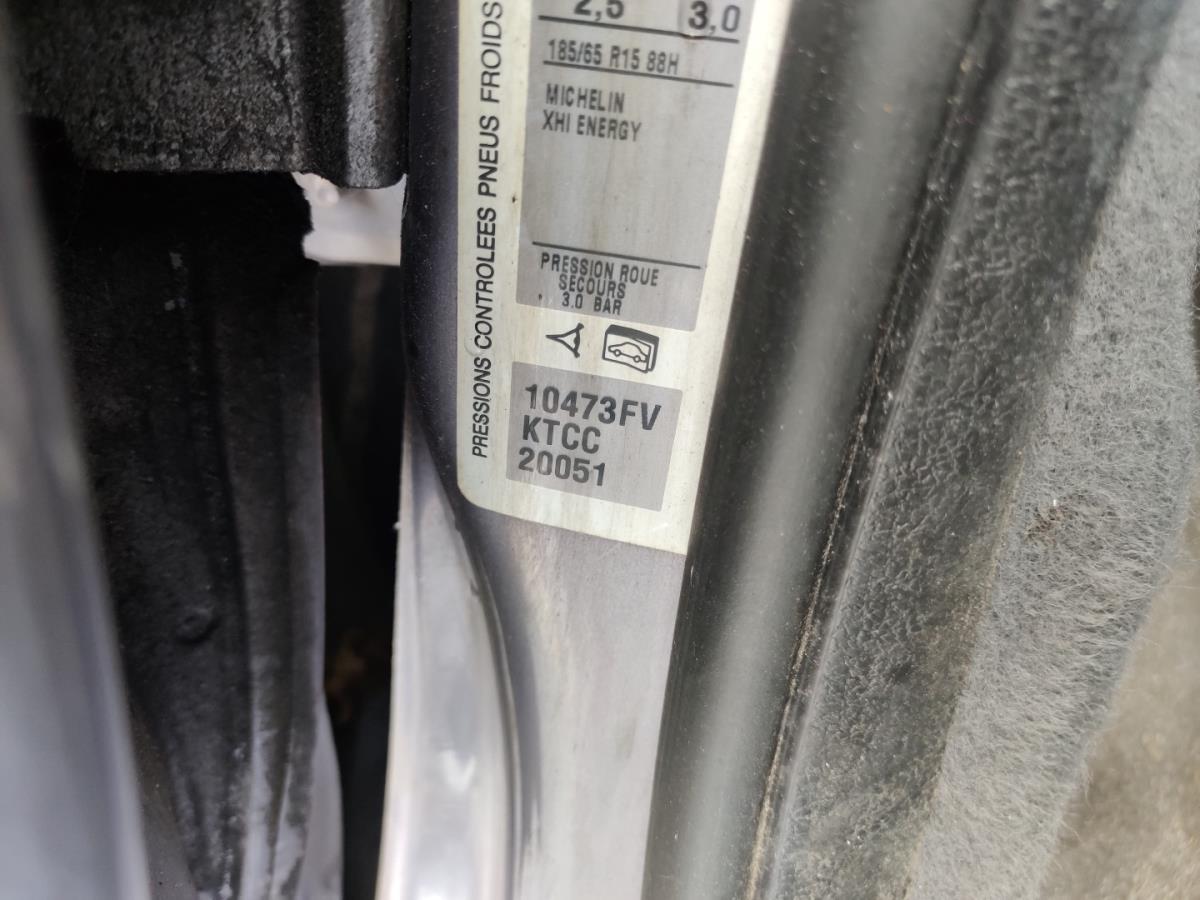 2,5 3,0
185/65 R15 88H
MICHELIN
XHI ENERGY
PRESSION ROUE
SECOURS
3.0 BAR
PRESSIONS CONTROLEES PNEUS FROIDS
10473FV
KTCC
20051